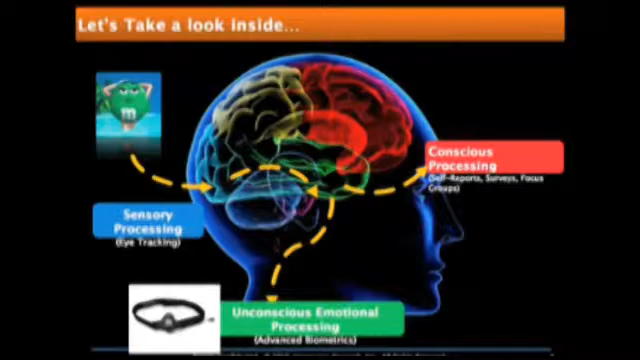 Let's Take a look inside...
m
Conscious
Processing
(Self-Reports, Surveys, Focus
Groups)
Sensory
Processing
(Eye Tracking)
Unconscious Emotional
Processing
(Advanced Biometrics)